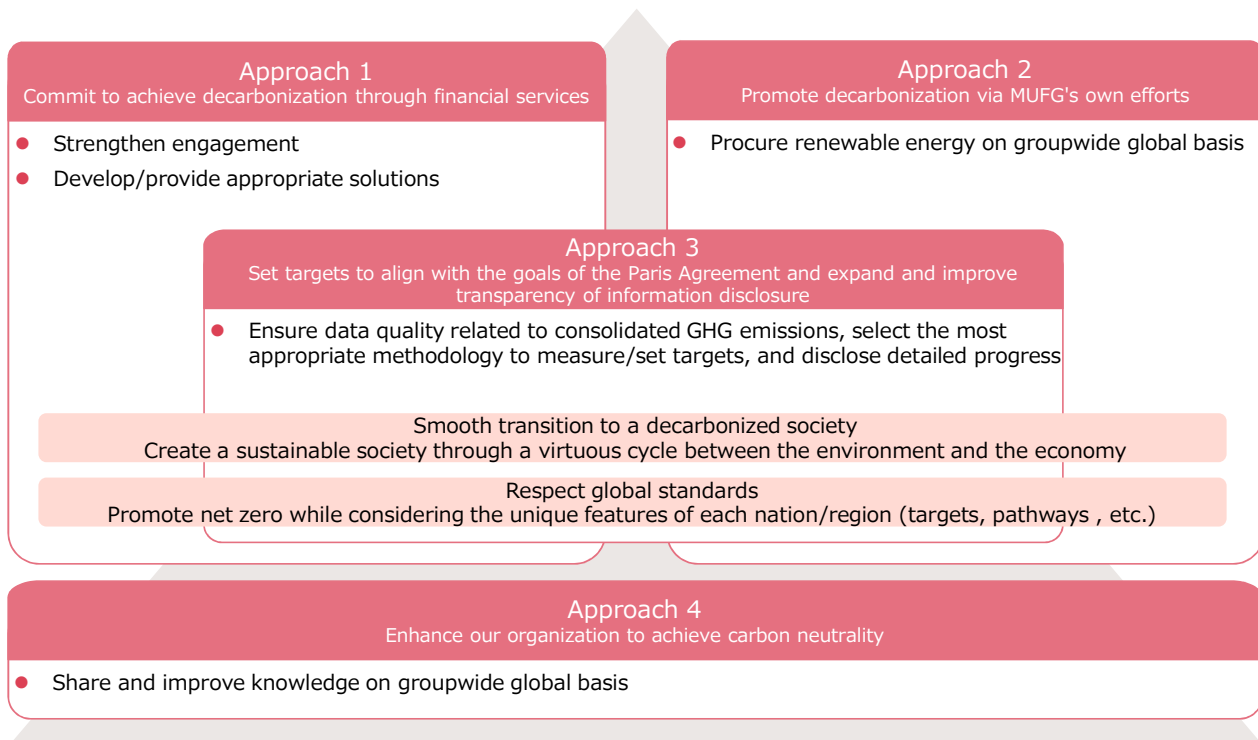 Approach 1
Commit to achieve decarbonization through financial services
Strengthen engagement
Develop/provide appropriate solutions
Approach 2
Promote decarbonization via MUFG's own efforts
Procure renewable energy on groupwide global basis
Approach 3
Set targets to align with the goals of the Paris Agreement and expand and improve
transparency of information disclosure
Ensure data quality related to consolidated GHG emissions, select the most
appropriate methodology to measure/set targets, and disclose detailed progress
Smooth transition to a decarbonized society
Create a sustainable society through a virtuous cycle between the environment and the economy
Respect global standards
Promote net zero while considering the unique features of each nation/region (targets, pathways , etc.)
Approach 4
Enhance our organization to achieve carbon neutrality
Share and improve knowledge on groupwide global basis